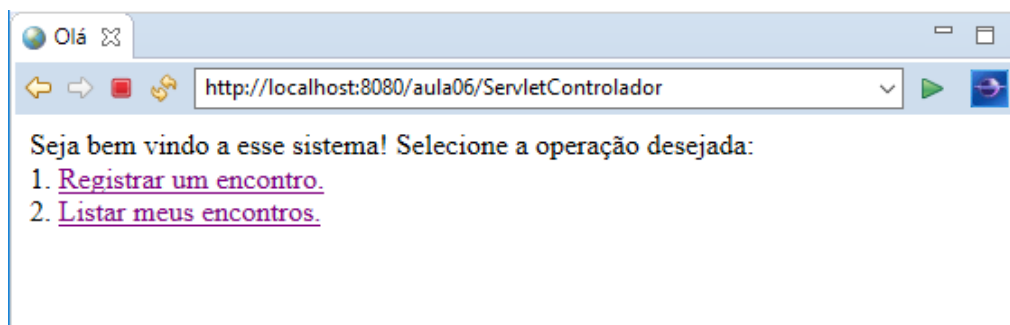 Olá
http://localhost:8080/aula06/ServletControlador
Seja bem vindo a esse sistema! Selecione a operação desejada:
1. Registrar um encontro.
2. Listar meus encontros.